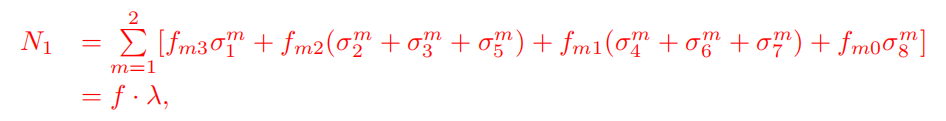 N₁ = ∑_{m=1}^{2} [f_{m3}σ_1^m + f_{m2}(σ_2^m + σ_3^m + σ_5^m) + f_{m1}(σ_4^m + σ_6^m + σ_7^m) + f_{m0}σ_8^m]
= f · λ,